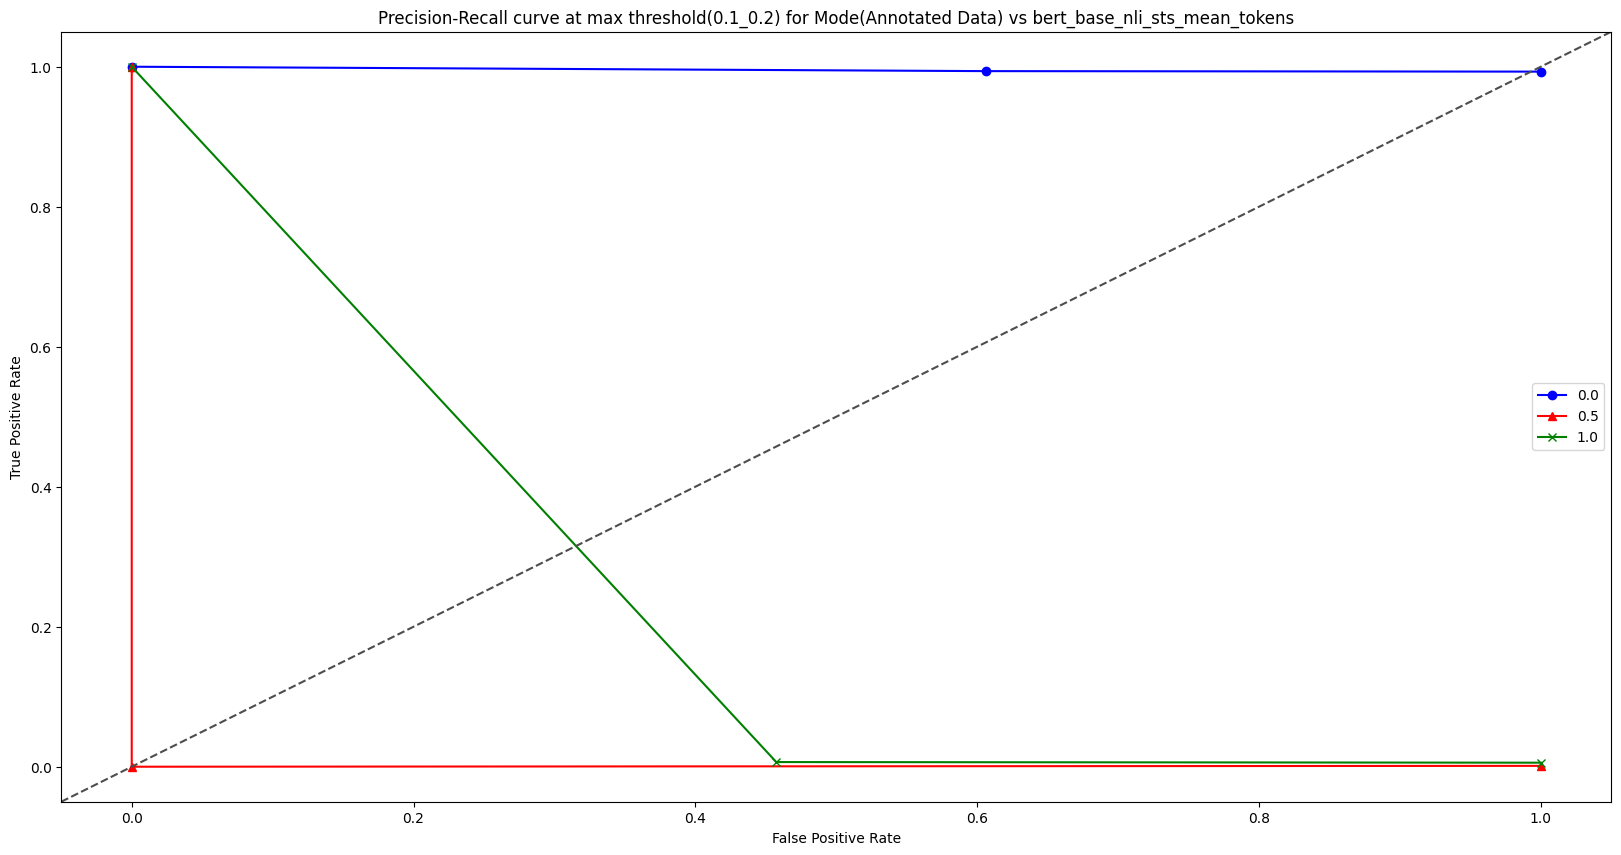 Precision-Recall curve at max threshold(0.1_0.2) for Mode(Annotated Data) vs bert_base_nli_sts_mean_tokens
True Positive Rate
1.0
0.8
0.6
0.4
0.2
0.0
0.0
0.5
1.0
0.0 0.2 0.4 0.6 0.8 1.0
False Positive Rate